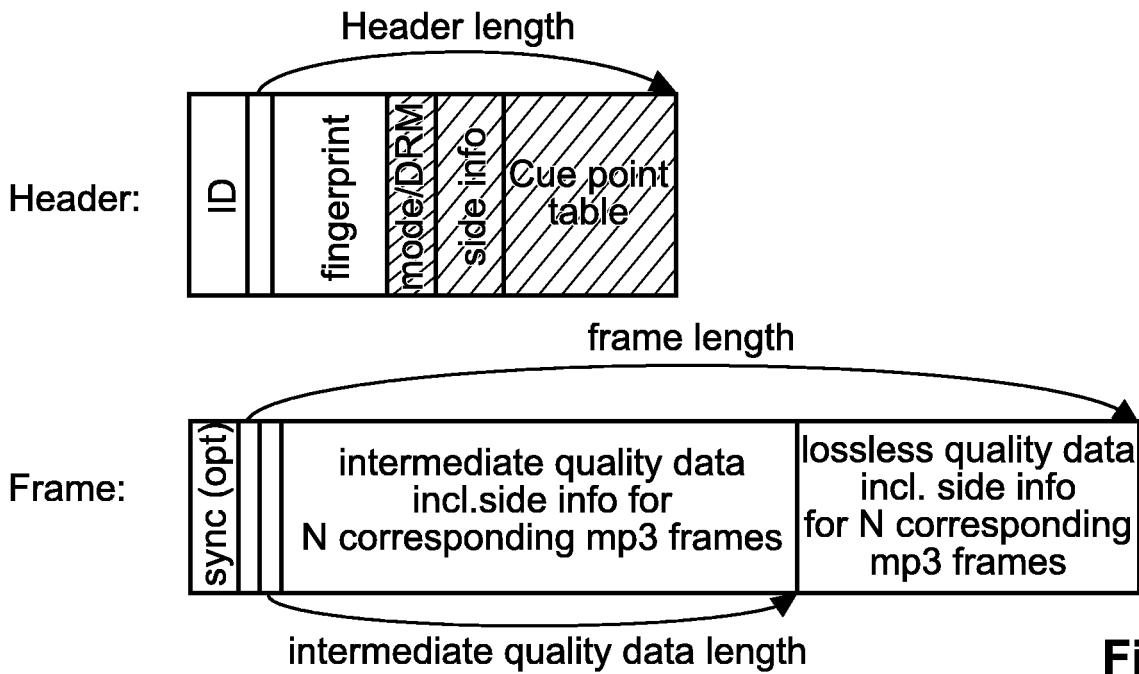 Header length
Header:
ID
fingerprint
mode/DRM
side info
Cue point
table
frame length
Frame:
sync (opt)
intermediate quality data
incl.side info for
N corresponding mp3 frames
lossless quality data
incl. side info
for N corresponding
mp3 frames
intermediate quality data length
Fi